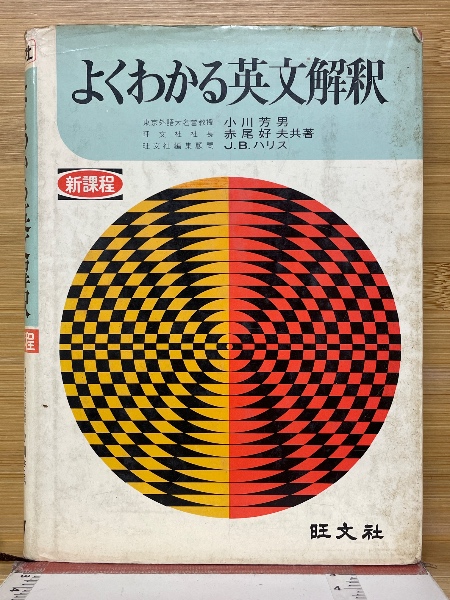 よくわかる英文解釈
東京外語大名誉教授 小川芳男
旺文社社長 赤尾好夫共著
旺文社編集顧問 J.B.ハリス
新課程
旺文社